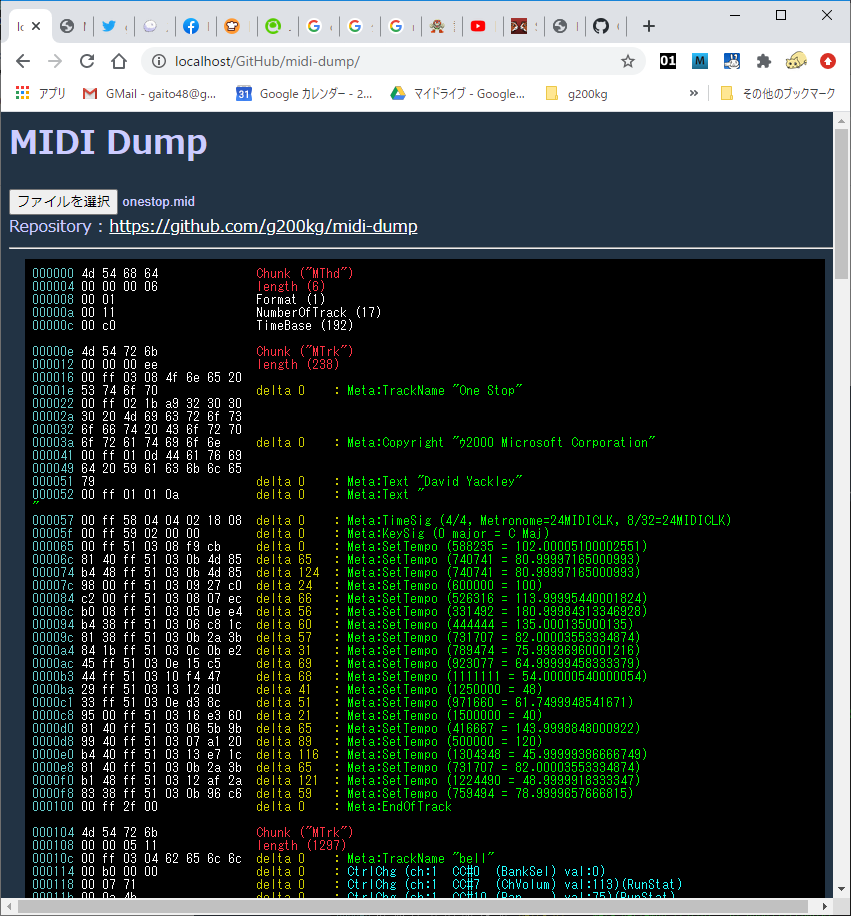 localhost/GitHub/midi-dump/
01 M
アプリ GMail - gaito48@g... 31 Google カレンダー - 2... マイドライブ - Google... g200kg » その他のブックマーク
MIDI Dump
ファイルを選択 onestop.mid
Repository : https://github.com/g200kg/midi-dump
000000 4d 54 68 64 Chunk ("MThd")
000004 00 00 00 06 length (6)
000008 00 01 Format (1)
00000a 00 11 NumberOfTrack (17)
00000c 00 c0 TimeBase (192)
00000e 4d 54 72 6b Chunk ("MTrk")
000012 00 00 00 ee length (238)
000016 00 ff 03 08 4f 6e 65 20
00001e 53 74 6f 70 delta 0 : Meta:TrackName "One Stop"
000022 00 ff 02 1b a9 32 30 30
00002a 30 20 4d 69 63 72 6f 73
000032 6f 66 74 20 43 6f 72 70
00003a 6f 72 61 74 69 6f 6e delta 0 : Meta:Copyright "ｩ2000 Microsoft Corporation"
000041 00 ff 01 0d 44 61 76 69
000049 64 20 59 61 63 6b 6c 65
000051 79 delta 0 : Meta:Text "David Yackley"
000052 00 ff 01 01 0a delta 0 : Meta:Text "
"
000057 00 ff 58 04 04 02 18 08 delta 0 : Meta:TimeSig (4/4, Metronome=24MIDICLK, 8/32=24MIDICLK)
00005f 00 ff 59 02 00 00 delta 0 : Meta:KeySig (0 major = C Maj)
000065 00 ff 51 03 08 f9 cb delta 0 : Meta:SetTempo (588235 = 102.00005100002551)
00006c 81 40 ff 51 03 0b 4d 85 delta 65 : Meta:SetTempo (740741 = 80.99997165000993)
000074 b4 48 ff 51 03 0b 4d 85 delta 124 : Meta:SetTempo (740741 = 80.99997165000993)
00007c 98 00 ff 51 03 09 27 c0 delta 24 : Meta:SetTempo (600000 = 100)
000084 c2 00 ff 51 03 08 07 ec delta 66 : Meta:SetTempo (526316 = 113.99995440001824)
00008c b0 08 ff 51 03 05 0e e4 delta 56 : Meta:SetTempo (331492 = 180.99984313346928)
000094 b4 38 ff 51 03 06 c8 1c delta 60 : Meta:SetTempo (444444 = 135.000135000135)
00009c 81 38 ff 51 03 0b 2a 3b delta 57 : Meta:SetTempo (731707 = 82.00003553334874)
0000a4 84 1b ff 51 03 0c 0b e2 delta 31 : Meta:SetTempo (789474 = 75.99996960001216)
0000ac 45 ff 51 03 0e 15 c5 delta 69 : Meta:SetTempo (923077 = 64.99999458333379)
0000b3 44 ff 51 03 10 f4 47 delta 68 : Meta:SetTempo (1111111 = 54.00000540000054)
0000ba 29 ff 51 03 13 12 d0 delta 41 : Meta:SetTempo (1250000 = 48)
0000c1 33 ff 51 03 0e d3 8c delta 51 : Meta:SetTempo (971660 = 61.7499948541671)
0000c8 95 00 ff 51 03 16 e3 60 delta 21 : Meta:SetTempo (1500000 = 40)
0000d0 81 40 ff 51 03 06 5b 9b delta 65 : Meta:SetTempo (416667 = 143.9998848000922)
0000d8 99 40 ff 51 03 07 a1 20 delta 89 : Meta:SetTempo (500000 = 120)
0000e0 b4 40 ff 51 03 13 e7 1c delta 116 : Meta:SetTempo (1304348 = 45.99999386666749)
0000e8 81 40 ff 51 03 0b 2a 3b delta 65 : Meta:SetTempo (731707 = 82.00003553334874)
0000f0 b1 48 ff 51 03 12 af 2a delta 121 : Meta:SetTempo (1224490 = 48.9999918333347)
0000f8 83 38 ff 51 03 0b 96 c6 delta 59 : Meta:SetTempo (759494 = 78.9999657666815)
000100 00 ff 2f 00 delta 0 : Meta:EndOfTrack
000104 4d 54 72 6b Chunk ("MTrk")
000108 00 00 05 11 length (1297)
00010c 00 ff 03 04 62 65 6c 6c delta 0 : Meta:TrackName "bell"
000114 00 b0 00 00 delta 0 : CtrlChg (ch:1 CC#0 (BankSel) val:0)
000118 00 07 71 delta 0 : CtrlChg (ch:1 CC#7 (ChVolum) val:113)(RunStat)
00011b 00 0a 4b delta 0 : CtrlChg (ch:1 CC#10 (Pan ) val:75)(RunStat)